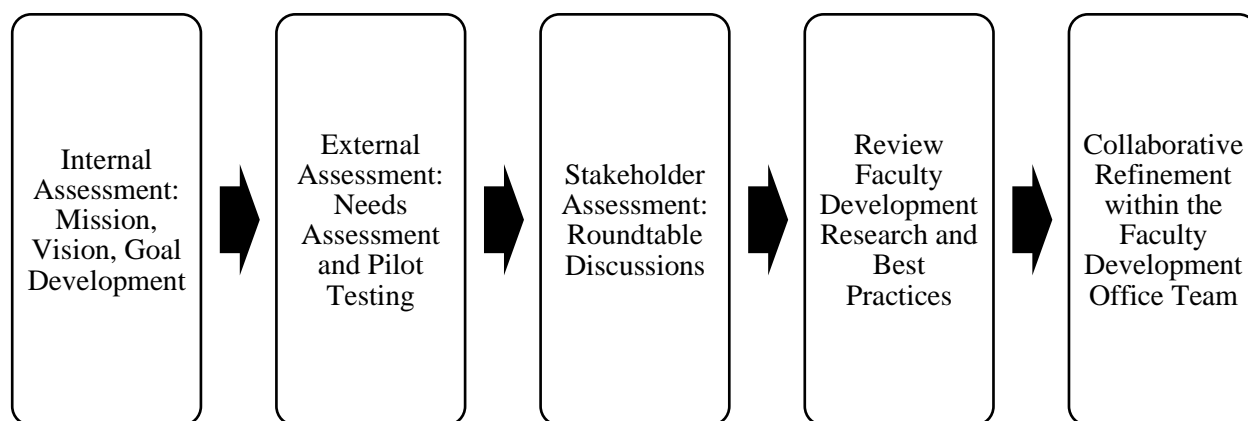 Internal
Assessment:
Mission,
Vision, Goal
Development
External
Assessment:
Needs
Assessment
and Pilot
Testing
Stakeholder
Assessment:
Roundtable
Discussions
Review
Faculty
Development
Research and
Best
Practices
Collaborative
Refinement
within the
Faculty
Development
Office Team